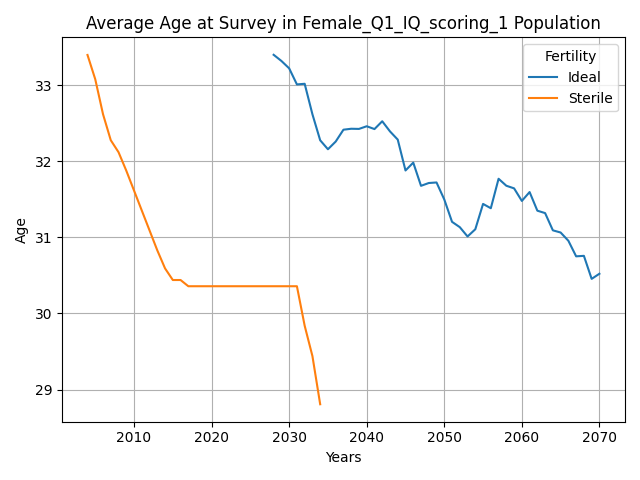 Average Age at Survey in Female_Q1_IQ_scoring_1 Population
Fertility
Ideal
Sterile
Age
33
32
31
30
29
2010 2020 2030 2040 2050 2060 2070
Years